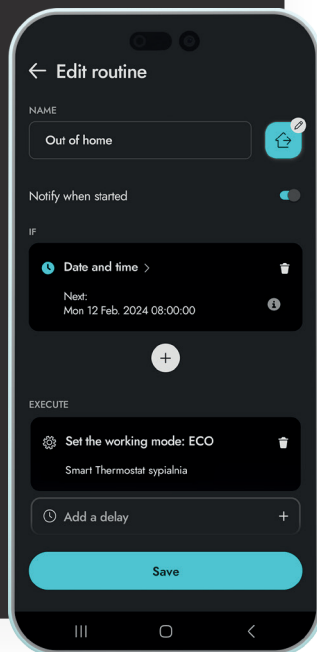 Edit routine
NAME
Out of home
Notify when started
IF
Date and time >
Next:
Mon 12 Feb. 2024 08:00:00
EXECUTE
Set the working mode: ECO
Smart Thermostat sypialnia
Add a delay
Save